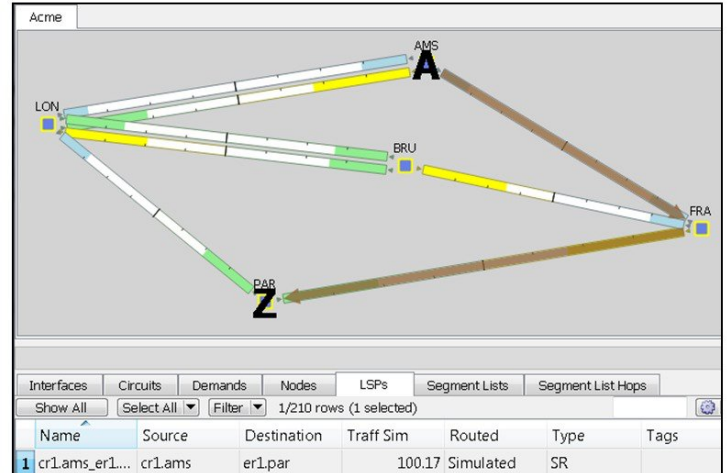 Acme
AMS
A
LON
BRU
FRA
PAR
Z
Interfaces Circuits Demands Nodes LSPs Segment Lists Segment List Hops
Show All Select All Filter 1/210 rows (1 selected)
Name Source Destination Traff Sim Routed Type Tags
1 cr1.ams_er1.... cr1.ams er1.par 100.17 Simulated SR